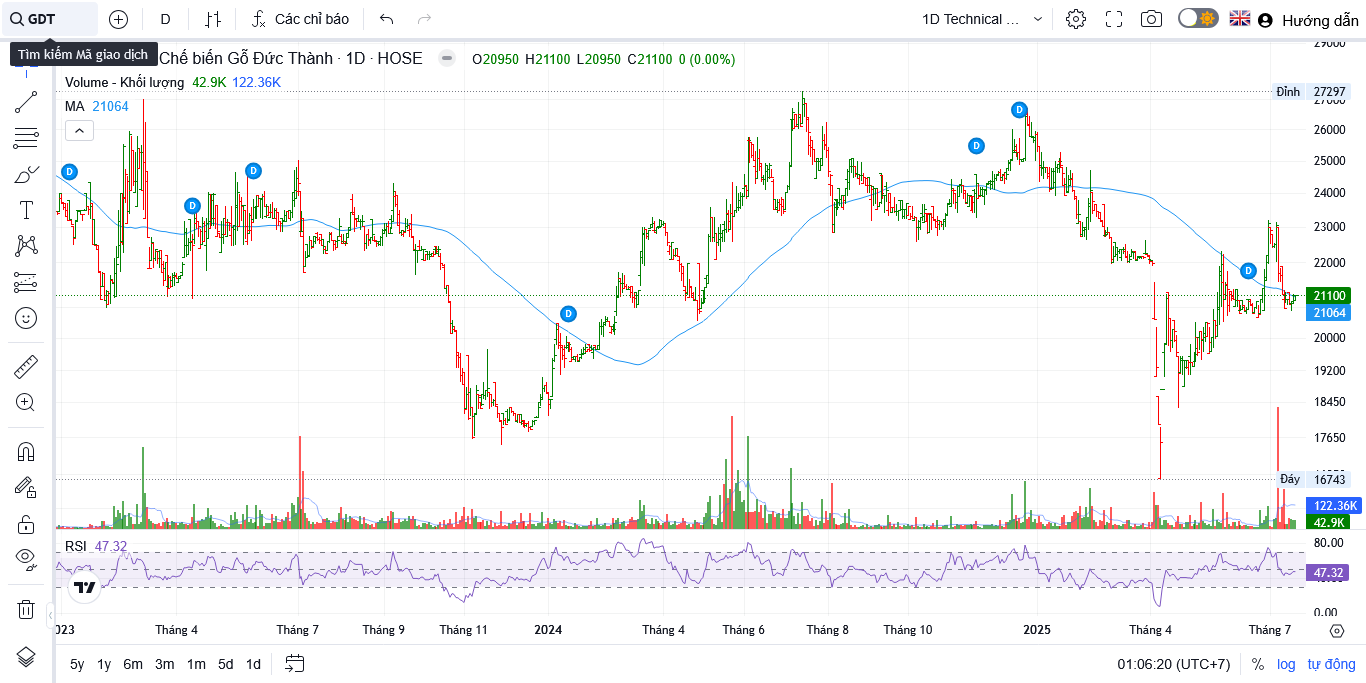 GDT
D
Các chỉ báo
1D Technical ...
Hướng dẫn
Tìm kiếm Mã giao dịch
Chế biến Gỗ Đức Thành · 1D · HOSE
O20950 H21100 L20950 C21100 0 (0.00%)
Volume - Khối lượng 42.9K 122.36K
MA 21064
29000
Đỉnh 27297
27000
26000
25000
24000
23000
22000
21100
21064
20000
19200
18450
17650
Đáy 16743
122.36K
42.9K
D
D
D
D
D
D
D
RSI 47.32
80.00
47.32
0.00
023
Tháng 4
Tháng 7
Tháng 9
Tháng 11
2024
Tháng 4
Tháng 6
Tháng 8
Tháng 10
2025
Tháng 4
Tháng 7
5y 1y 6m 3m 1m 5d 1d
01:06:20 (UTC+7)
% log tự động